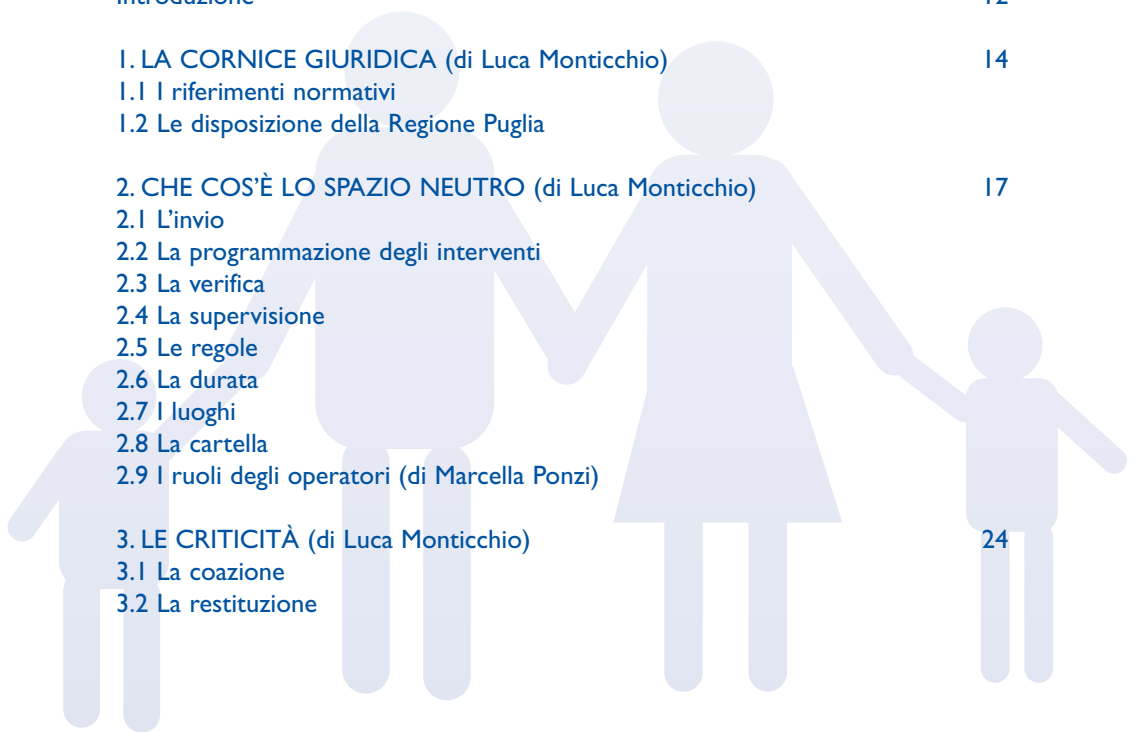 Introduzione 12
1. LA CORNICE GIURIDICA (di Luca Monticchio) 14
1.1 I riferimenti normativi
1.2 Le disposizione della Regione Puglia
2. CHE COS'È LO SPAZIO NEUTRO (di Luca Monticchio) 17
2.1 L'invio
2.2 La programmazione degli interventi
2.3 La verifica
2.4 La supervisione
2.5 Le regole
2.6 La durata
2.7 I luoghi
2.8 La cartella
2.9 I ruoli degli operatori (di Marcella Ponzi)
3. LE CRITICITÀ (di Luca Monticchio) 24
3.1 La coazione
3.2 La restituzione